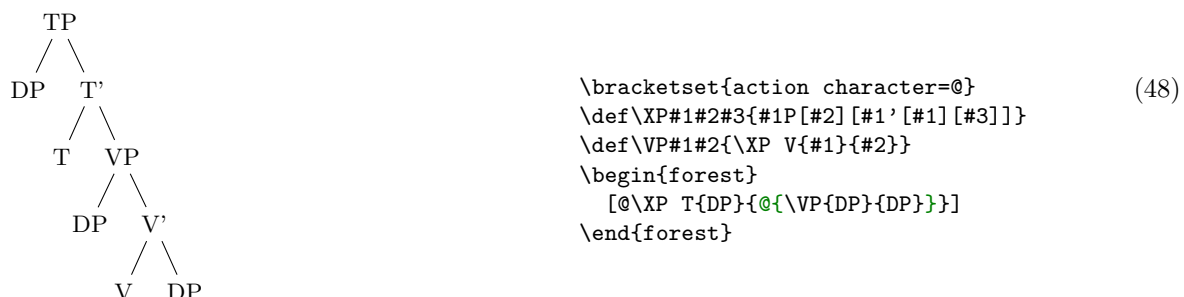 TP
DP T'
T VP
DP V'
V DP
\bracketset{action character=@}
\def\XP#1#2#3{#1P[#2][#1'[#1][#3]]}
\def\VP#1#2{\XP V{#1}{#2}}
\begin{forest}
[@\XP T{DP}{@{\VP{DP}{DP}}}]
\end{forest}
(48)